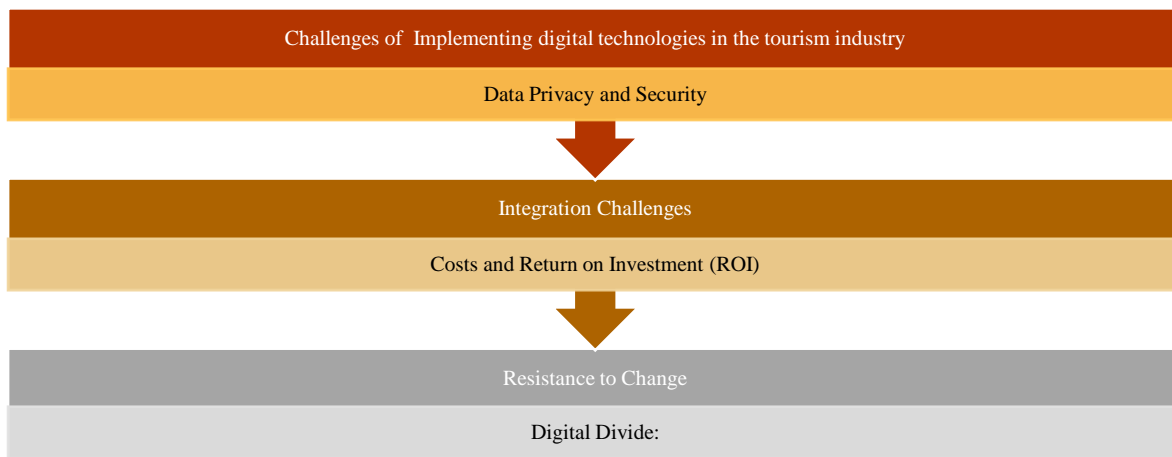 Challenges of Implementing digital technologies in the tourism industry
Data Privacy and Security
Integration Challenges
Costs and Return on Investment (ROI)
Resistance to Change
Digital Divide: